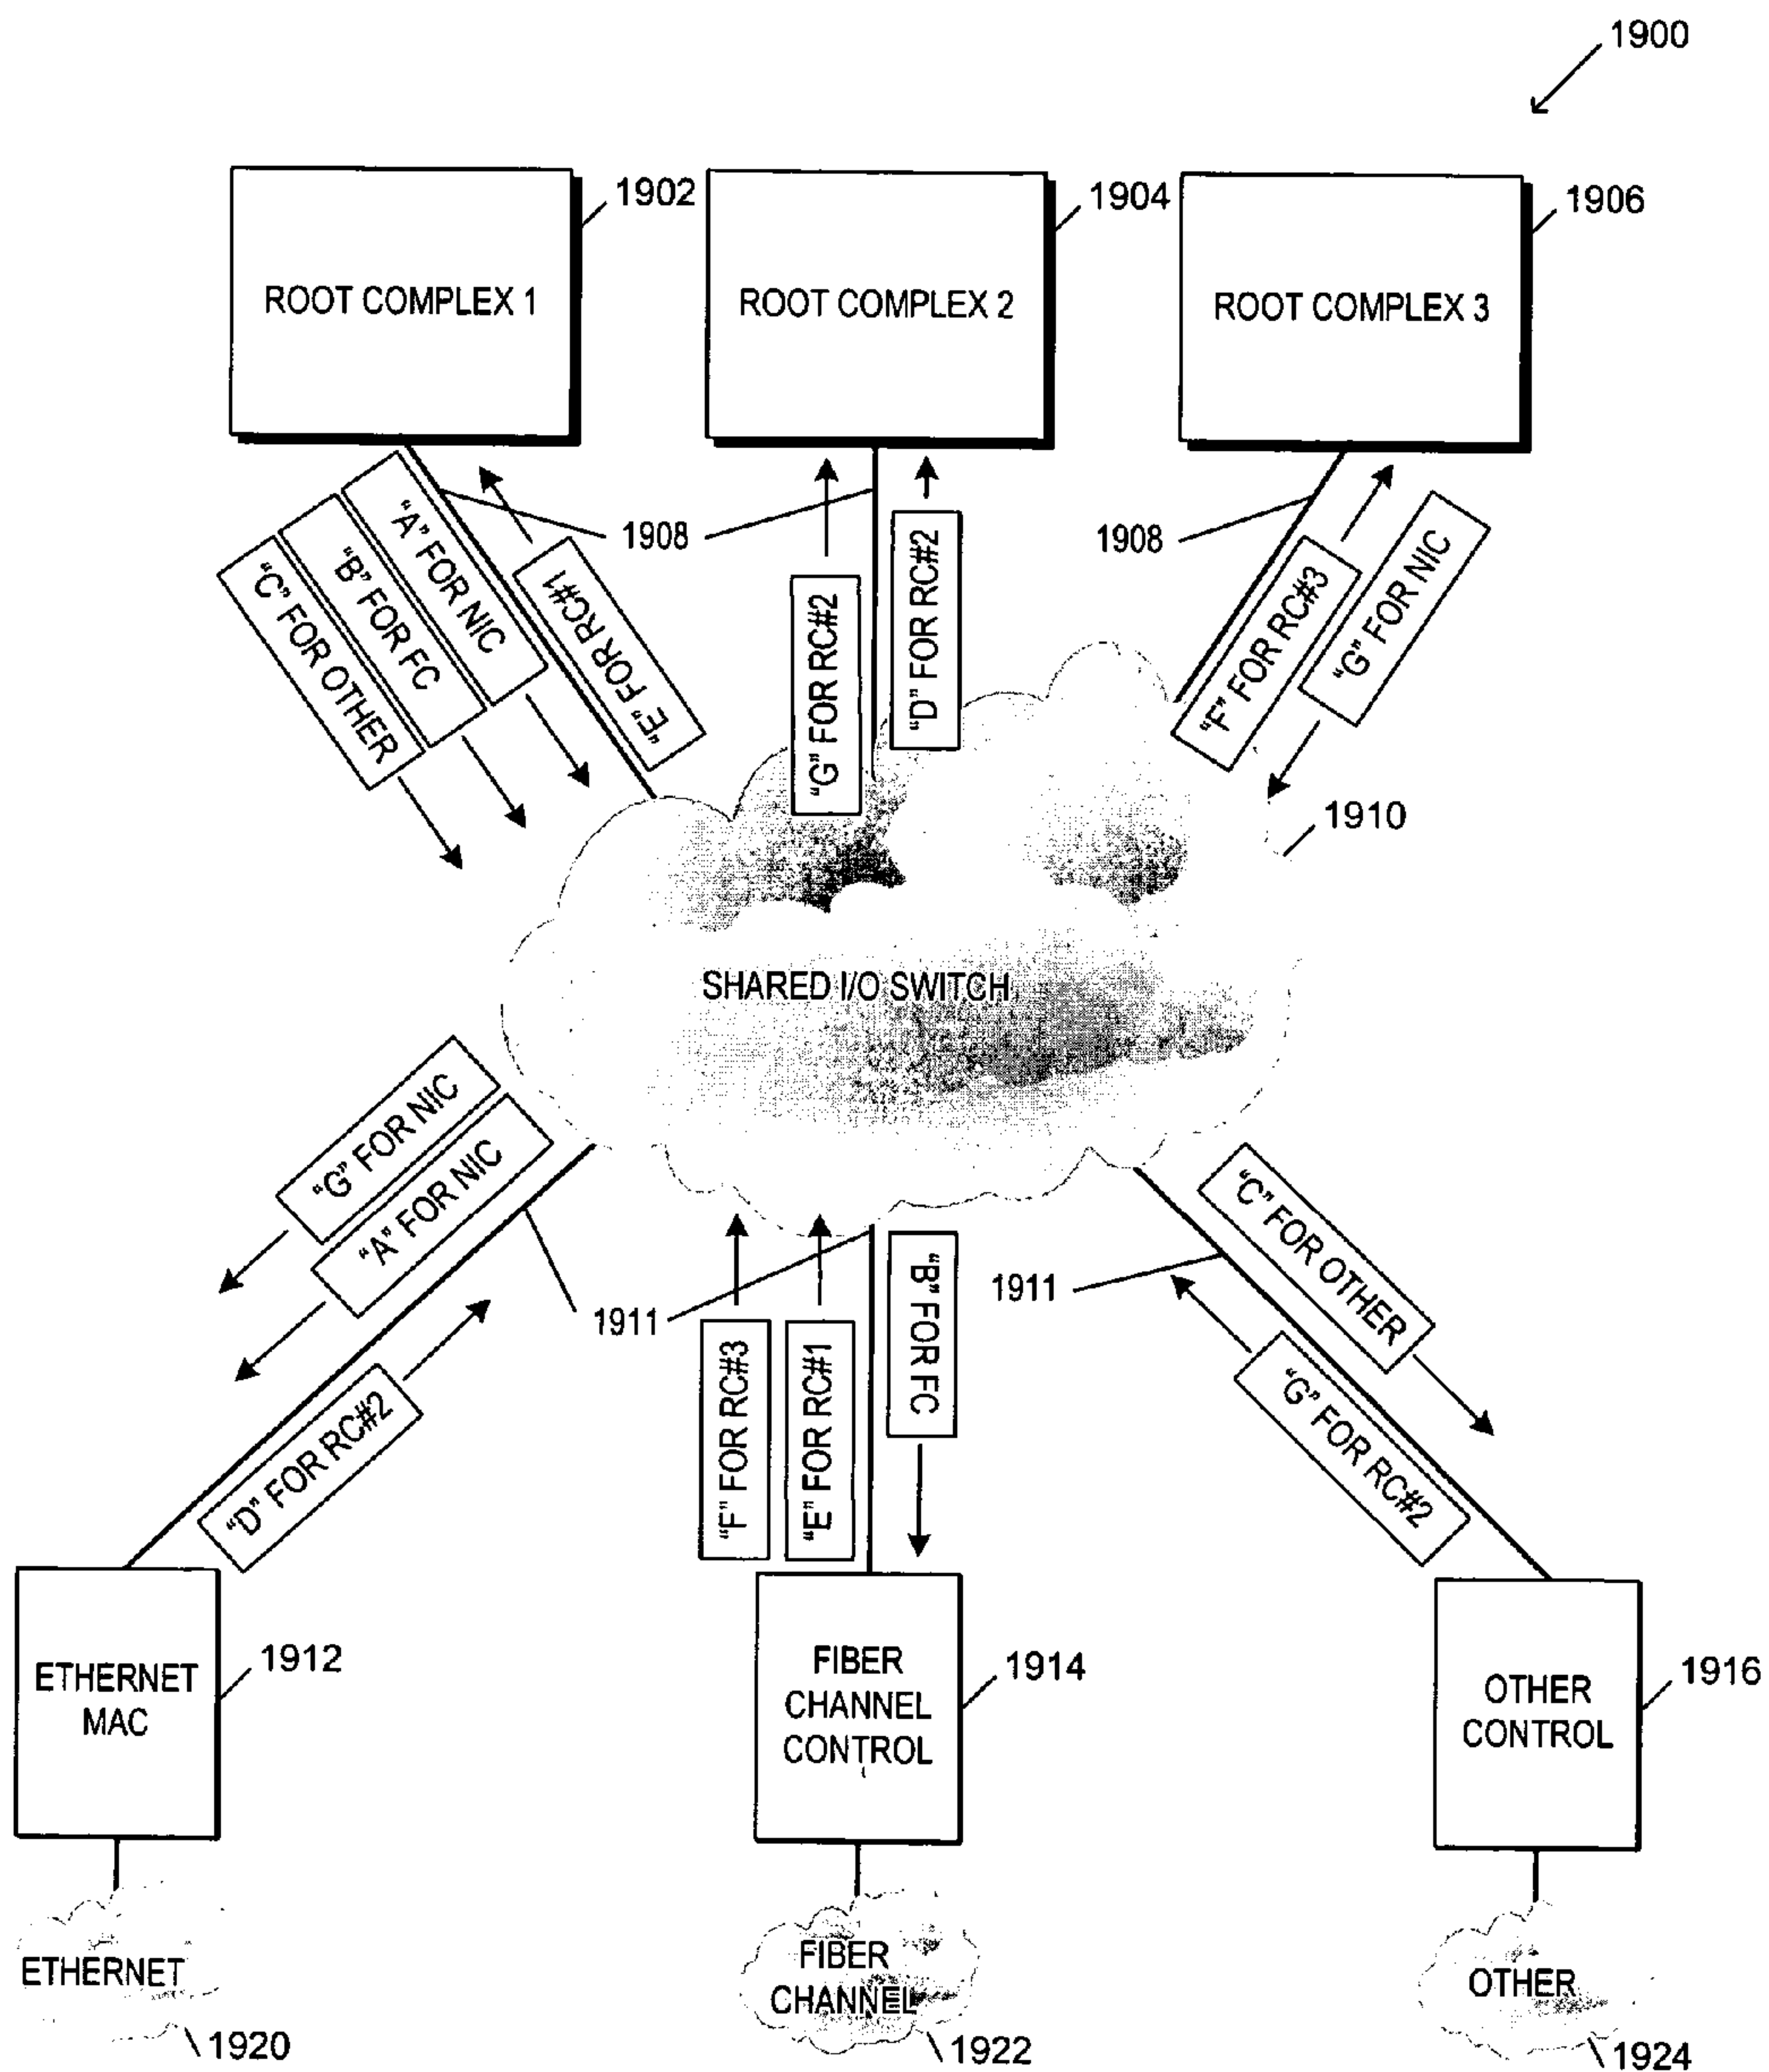 1900
1902
1904
1906
ROOT COMPLEX 1
ROOT COMPLEX 2
ROOT COMPLEX 3
1908
1908
"A" FOR NIC
"B" FOR FC
"C" FOR OTHER
"E" FOR RC#1
"G" FOR RC#2
"D" FOR RC#2
"F" FOR RC#3
"G" FOR NIC
1910
SHARED I/O SWITCH
"G" FOR NIC
"A" FOR NIC
"D" FOR RC#2
1911
1911
"F" FOR RC#3
"E" FOR RC#1
"B" FOR FC
"C" FOR OTHER
"G" FOR RC#2
ETHERNET
MAC
1912
FIBER
CHANNEL
CONTROL
1914
OTHER
CONTROL
1916
ETHERNET
1920
FIBER
CHANNEL
1922
OTHER
1924